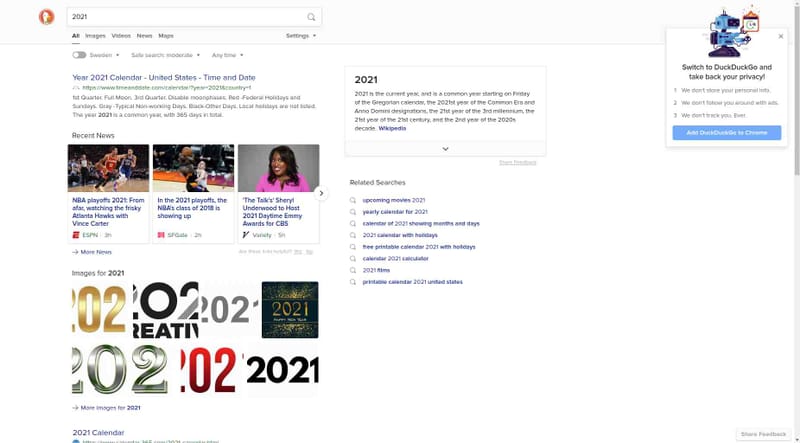 2021
All Images Videos News Maps Settings
Sweden Safe search: moderate Any time
Year 2021 Calendar - United States - Time and Date
https://www.timeanddate.com/calendar/?year=2021&country=1
1st Quarter. Full Moon. 3rd Quarter. Disable moonphases. Red -Federal Holidays and
Sundays. Gray -Typical Non-working Days. Black-Other Days. Local holidays are not listed.
The year 2021 is a common year, with 365 days in total.
Recent News
NBA playoffs 2021: From
afar, watching the frisky
Atlanta Hawks with
Vince Carter
ESPN · 3h
In the 2021 playoffs, the
NBA's class of 2018 is
showing up
SFGate · 2h
'The Talk's' Sheryl
Underwood to Host
2021 Daytime Emmy
Awards for CBS
Variety · 5h
More News
Are these links helpful? Yes No
Images for 2021
202
202
CREATIV
2021
2021
HAPPY NEW YEAR
202
202
2021
More Images for 2021
2021 Calendar
2021
2021 is the current year, and is a common year starting on Friday
of the Gregorian calendar, the 2021st year of the Common Era and
Anno Domini designations, the 21st year of the 3rd millennium, the
21st year of the 21st century, and the 2nd year of the 2020s
decade. Wikipedia
Share Feedback
Related Searches
upcoming movies 2021
yearly calendar for 2021
calendar of 2021 showing months and days
2021 calendar with holidays
free printable calendar 2021 with holidays
calendar 2021 calculator
2021 films
printable calendar 2021 united states
Switch to DuckDuckGo and
take back your privacy!
1 We don't store your personal info.
2 We don't follow you around with ads.
3 We don't track you. Ever.
Add DuckDuckGo to Chrome
Share Feedback